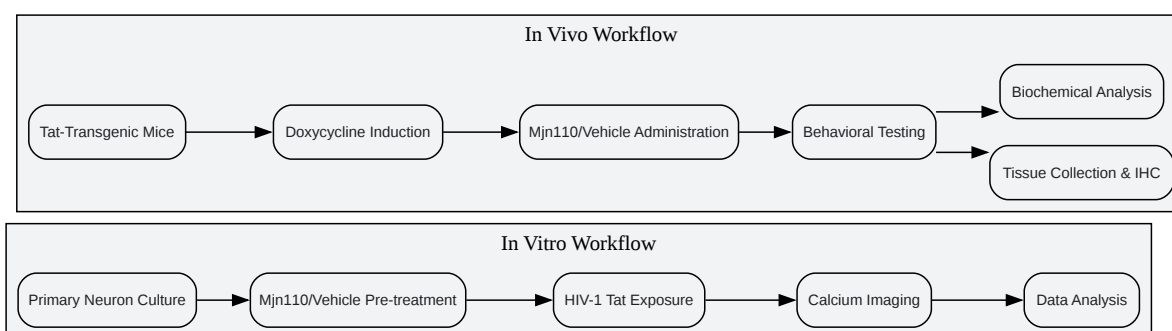 In Vivo Workflow
Tat-Transgenic Mice
Doxycycline Induction
Mjn110/Vehicle Administration
Behavioral Testing
Biochemical Analysis
Tissue Collection & IHC
In Vitro Workflow
Primary Neuron Culture
Mjn110/Vehicle Pre-treatment
HIV-1 Tat Exposure
Calcium Imaging
Data Analysis